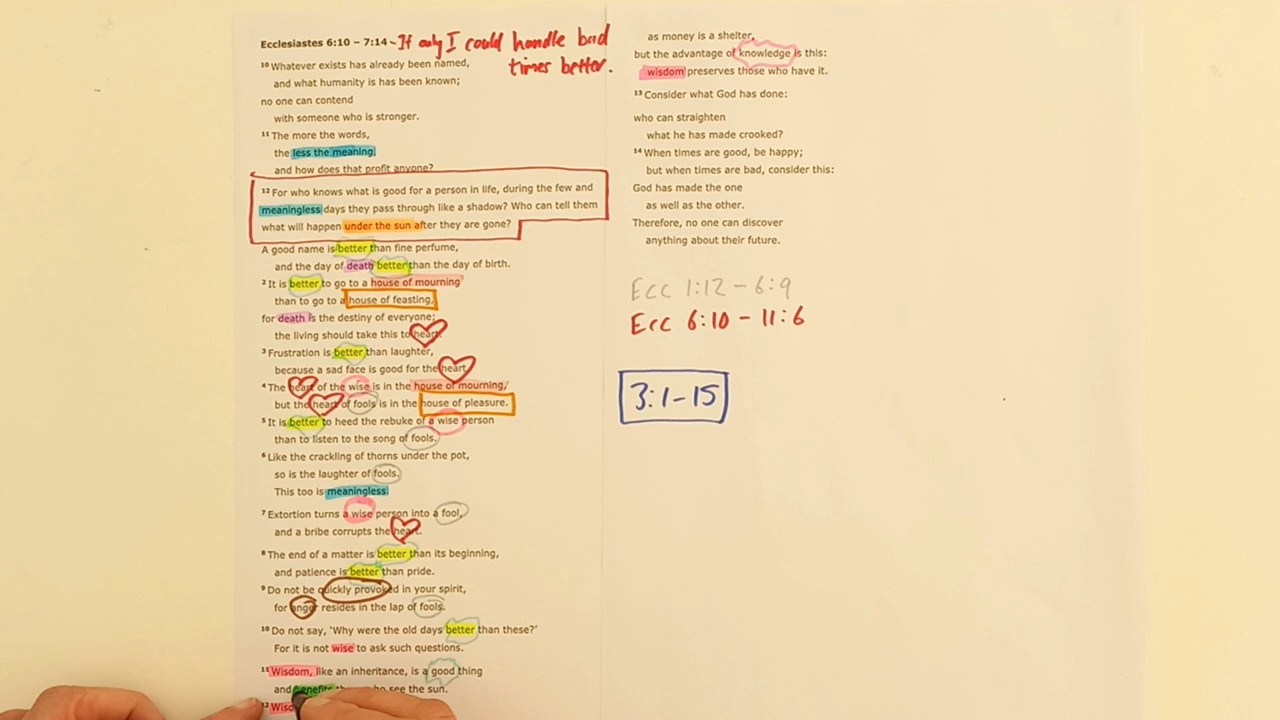 Ecclesiastes 6:10 – 7:14 - If only I could handle bad
times better.
10 Whatever exists has already been named,
and what humanity is has been known;
no one can contend
with someone who is stronger.
11 The more the words,
the less the meaning,
and how does that profit anyone?
12 For who knows what is good for a person in life, during the few and
meaningless days they pass through like a shadow? Who can tell them
what will happen under the sun after they are gone?
A good name is better than fine perfume,
and the day of death better than the day of birth.
2 It is better to go to a house of mourning
than to go to a house of feasting,
for death is the destiny of everyone;
the living should take this to heart.
3 Frustration is better than laughter,
because a sad face is good for the heart.
4 The heart of the wise is in the house of mourning,
but the heart of fools is in the house of pleasure.
5 It is better to heed the rebuke of a wise person
than to listen to the song of fools.
6 Like the crackling of thorns under the pot,
so is the laughter of fools.
This too is meaningless.
7 Extortion turns a wise person into a fool,
and a bribe corrupts the heart.
8 The end of a matter is better than its beginning,
and patience is better than pride.
9 Do not be quickly provoked in your spirit,
for anger resides in the lap of fools.
10 Do not say, 'Why were the old days better than these?'
For it is not wise to ask such questions.
11 Wisdom, like an inheritance, is a good thing
and benefits see the sun.
12
as money is a shelter,
but the advantage of knowledge is this:
wisdom preserves those who have it.
13 Consider what God has done:
who can straighten
what he has made crooked?
14 When times are good, be happy;
but when times are bad, consider this:
God has made the one
as well as the other.
Therefore, no one can discover
anything about their future.
Ecc 1:12 - 6:9
Ecc 6:10 - 11:6
3:1-15